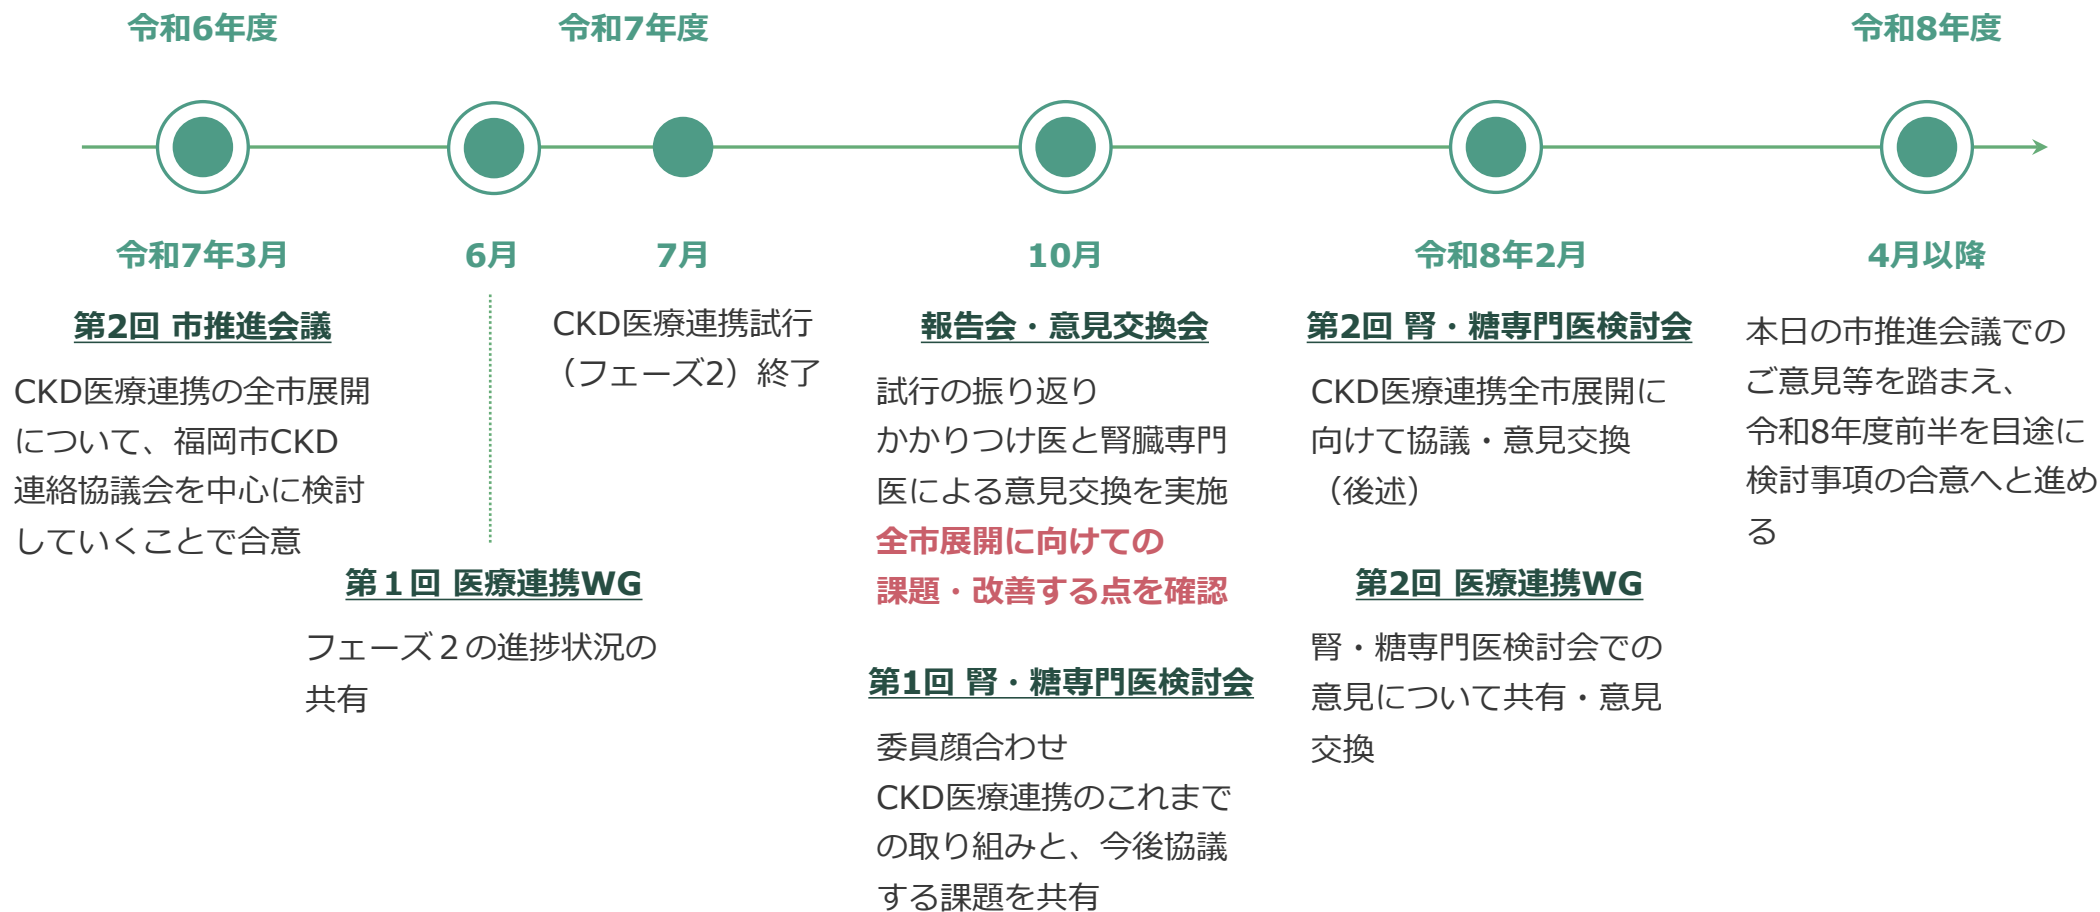 令和6年度
令和7年度
令和8年度
令和7年3月
6月
7月
10月
令和8年2月
4月以降
第2回 市推進会議
CKD医療連携の全市展開
について、福岡市CKD
連絡協議会を中心に検討
していくことで合意
第１回 医療連携WG
フェーズ２の進捗状況の
共有
CKD医療連携試行
（フェーズ2）終了
報告会・意見交換会
試行の振り返り
かかりつけ医と腎臓専門
医による意見交換を実施
全市展開に向けての
課題・改善する点を確認
第1回 腎・糖専門医検討会
委員顔合わせ
CKD医療連携のこれまで
の取り組みと、今後協議
する課題を共有
第2回 腎・糖専門医検討会
CKD医療連携全市展開に
向けて協議・意見交換
（後述）
第2回 医療連携WG
腎・糖専門医検討会での
意見について共有・意見
交換
本日の市推進会議での
ご意見等を踏まえ、
令和8年度前半を目途に
検討事項の合意へと進め
る